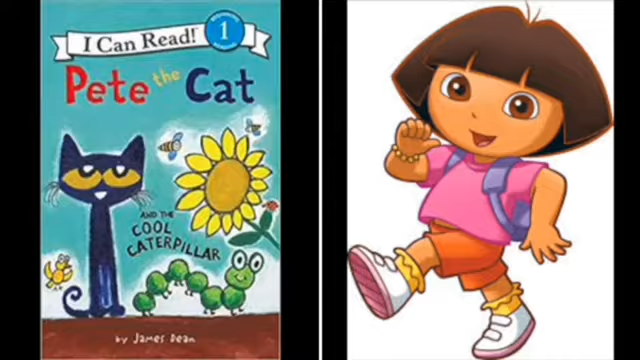 I Can Read!
1
Pete the Cat
AND THE
COOL
CATERPILLAR
by James Dean